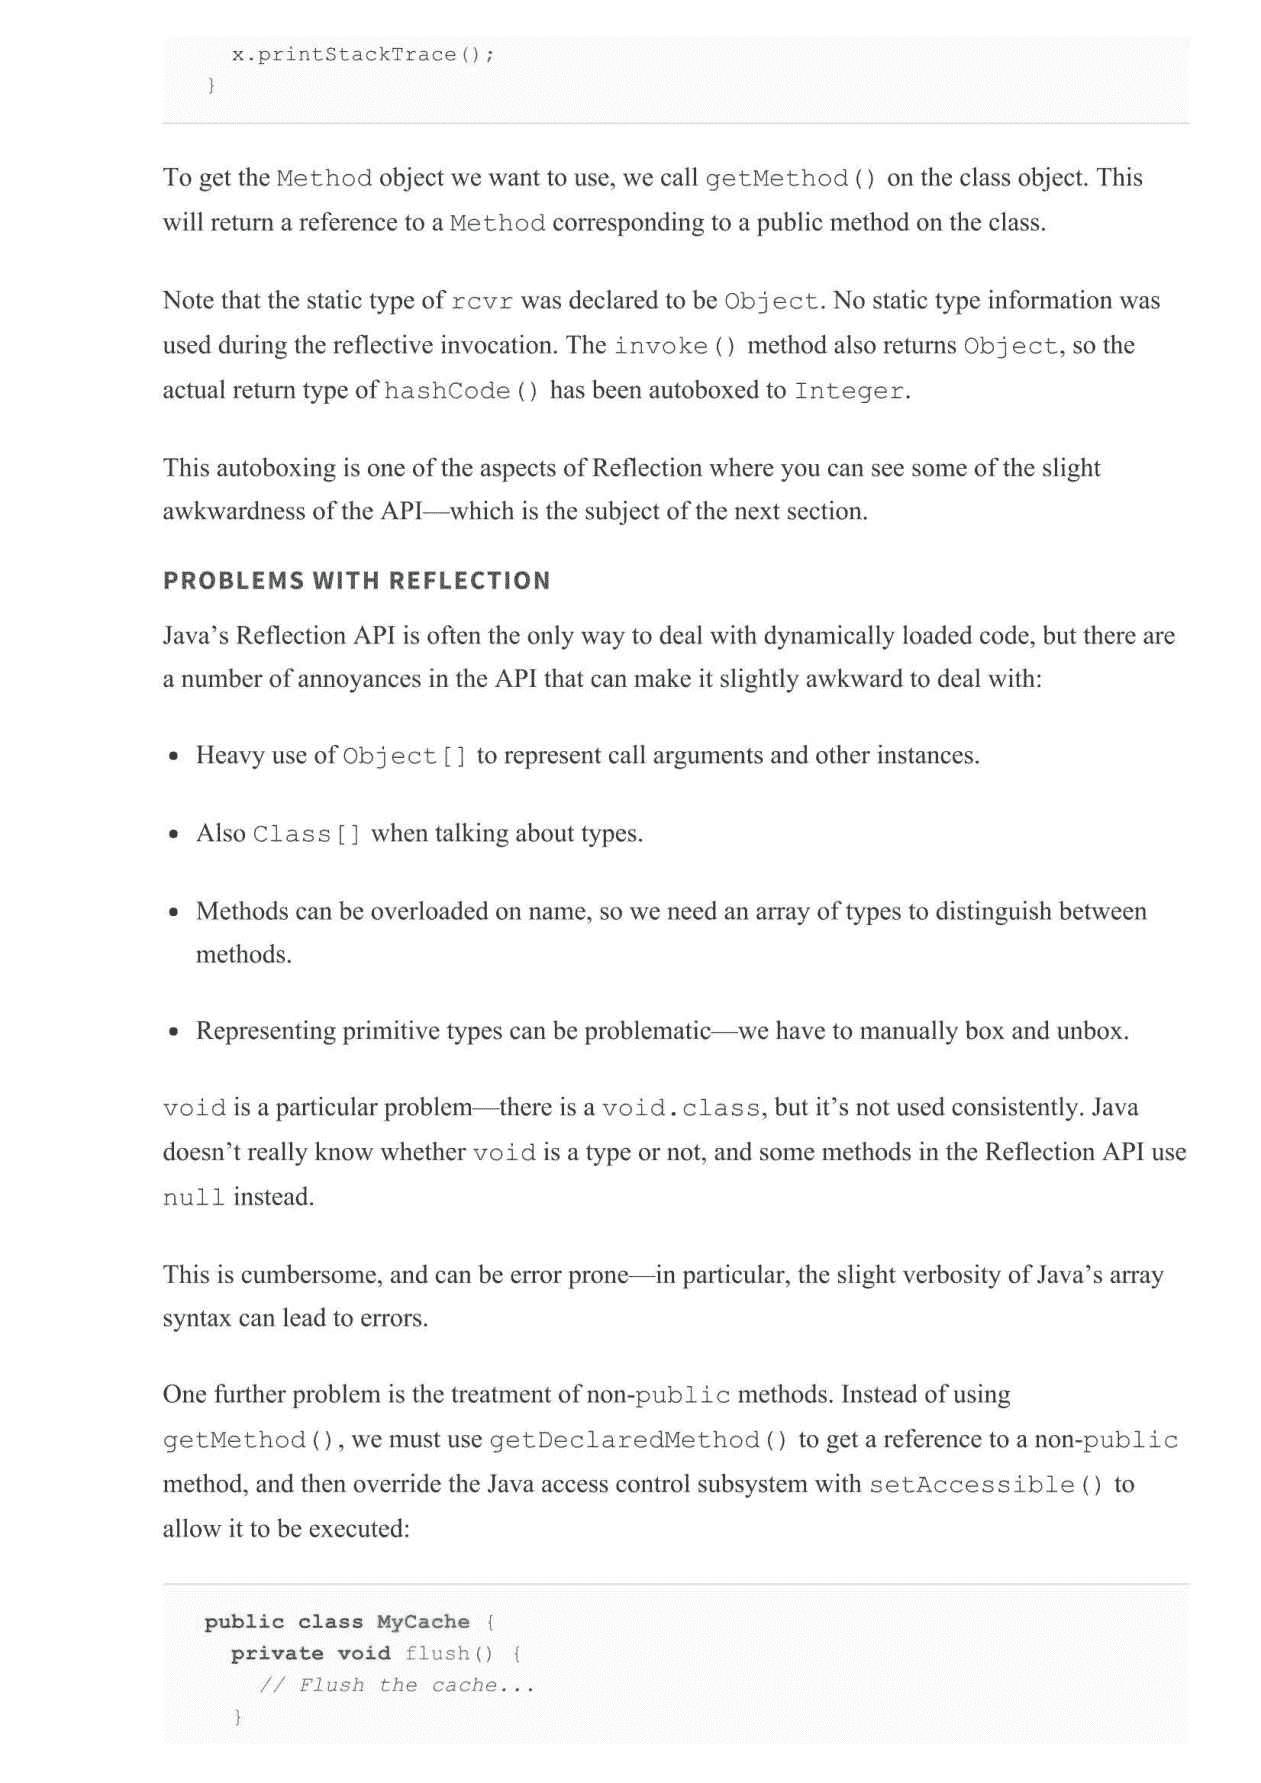 x.printStackTrace();
}
To get the Method object we want to use, we call getMethod() on the class object. This
will return a reference to a Method corresponding to a public method on the class.
Note that the static type of rcvr was declared to be Object. No static type information was
used during the reflective invocation. The invoke() method also returns Object, so the
actual return type of hashCode() has been autoboxed to Integer.
This autoboxing is one of the aspects of Reflection where you can see some of the slight
awkwardness of the API—which is the subject of the next section.
PROBLEMS WITH REFLECTION
Java’s Reflection API is often the only way to deal with dynamically loaded code, but there are
a number of annoyances in the API that can make it slightly awkward to deal with:
• Heavy use of Object[] to represent call arguments and other instances.
• Also Class[] when talking about types.
• Methods can be overloaded on name, so we need an array of types to distinguish between
methods.
• Representing primitive types can be problematic—we have to manually box and unbox.
void is a particular problem—there is a void.class, but it’s not used consistently. Java
doesn’t really know whether void is a type or not, and some methods in the Reflection API use
null instead.
This is cumbersome, and can be error prone—in particular, the slight verbosity of Java’s array
syntax can lead to errors.
One further problem is the treatment of non-public methods. Instead of using
getMethod(), we must use getDeclaredMethod() to get a reference to a non-public
method, and then override the Java access control subsystem with setAccessible() to
allow it to be executed:
public class MyCache {
private void flush() {
// Flush the cache...
}